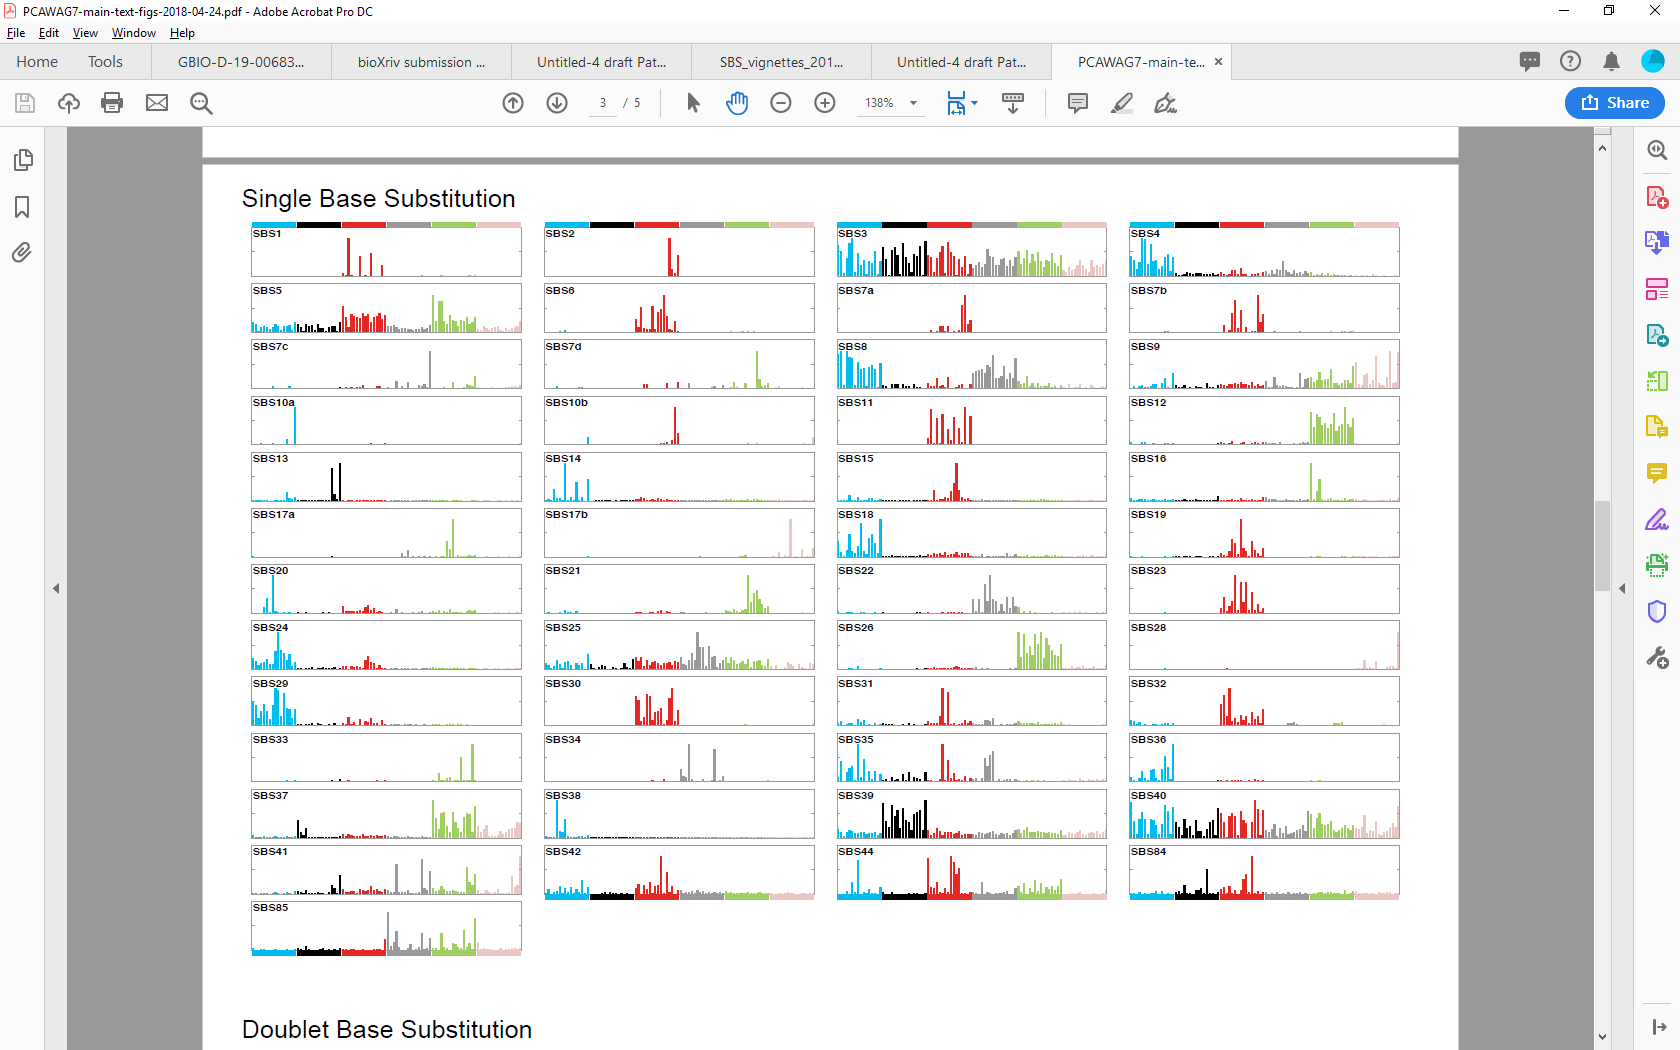 PCAWAG7-main-text-figs-2018-04-24.pdf - Adobe Acrobat Pro DC
File Edit View Window Help
Home Tools GBIO-D-19-00683... bioXriv submission ... Untitled-4 draft Pat... SBS_vignettes_201... Untitled-4 draft Pat... PCAWAG7-main-te... ×
3 / 5 138% Share
Single Base Substitution
SBS1 SBS2 SBS3 SBS4
SBS5 SBS6 SBS7a SBS7b
SBS7c SBS7d SBS8 SBS9
SBS10a SBS10b SBS11 SBS12
SBS13 SBS14 SBS15 SBS16
SBS17a SBS17b SBS18 SBS19
SBS20 SBS21 SBS22 SBS23
SBS24 SBS25 SBS26 SBS28
SBS29 SBS30 SBS31 SBS32
SBS33 SBS34 SBS35 SBS36
SBS37 SBS38 SBS39 SBS40
SBS41 SBS42 SBS44 SBS84
SBS85
Doublet Base Substitution